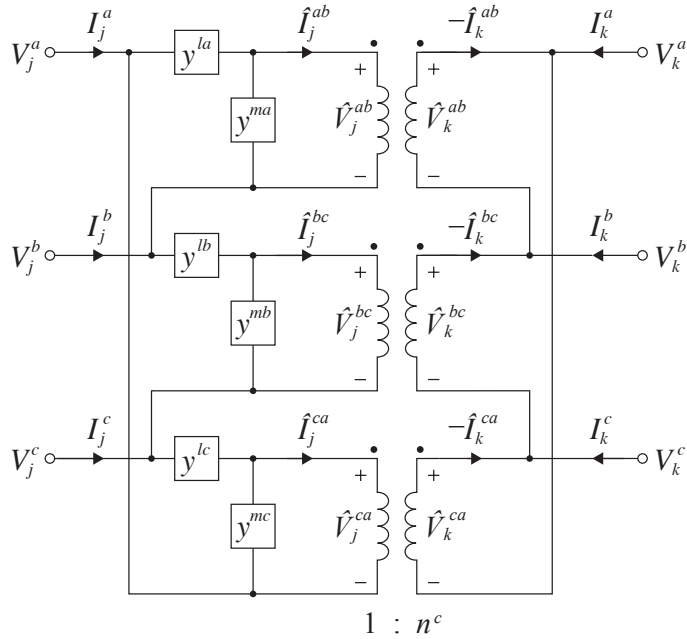 I_j^a Î_j^{ab} −Î_k^{ab} I_k^a
V_j^a y^{la} V_k^a
y^{ma} + V̂_j^{ab} − + V̂_k^{ab} −
I_j^b Î_j^{bc} −Î_k^{bc} I_k^b
V_j^b y^{lb} V_k^b
y^{mb} + V̂_j^{bc} − + V̂_k^{bc} −
I_j^c Î_j^{ca} −Î_k^{ca} I_k^c
V_j^c y^{lc} V_k^c
y^{mc} + V̂_j^{ca} − + V̂_k^{ca} −
1 : n^c